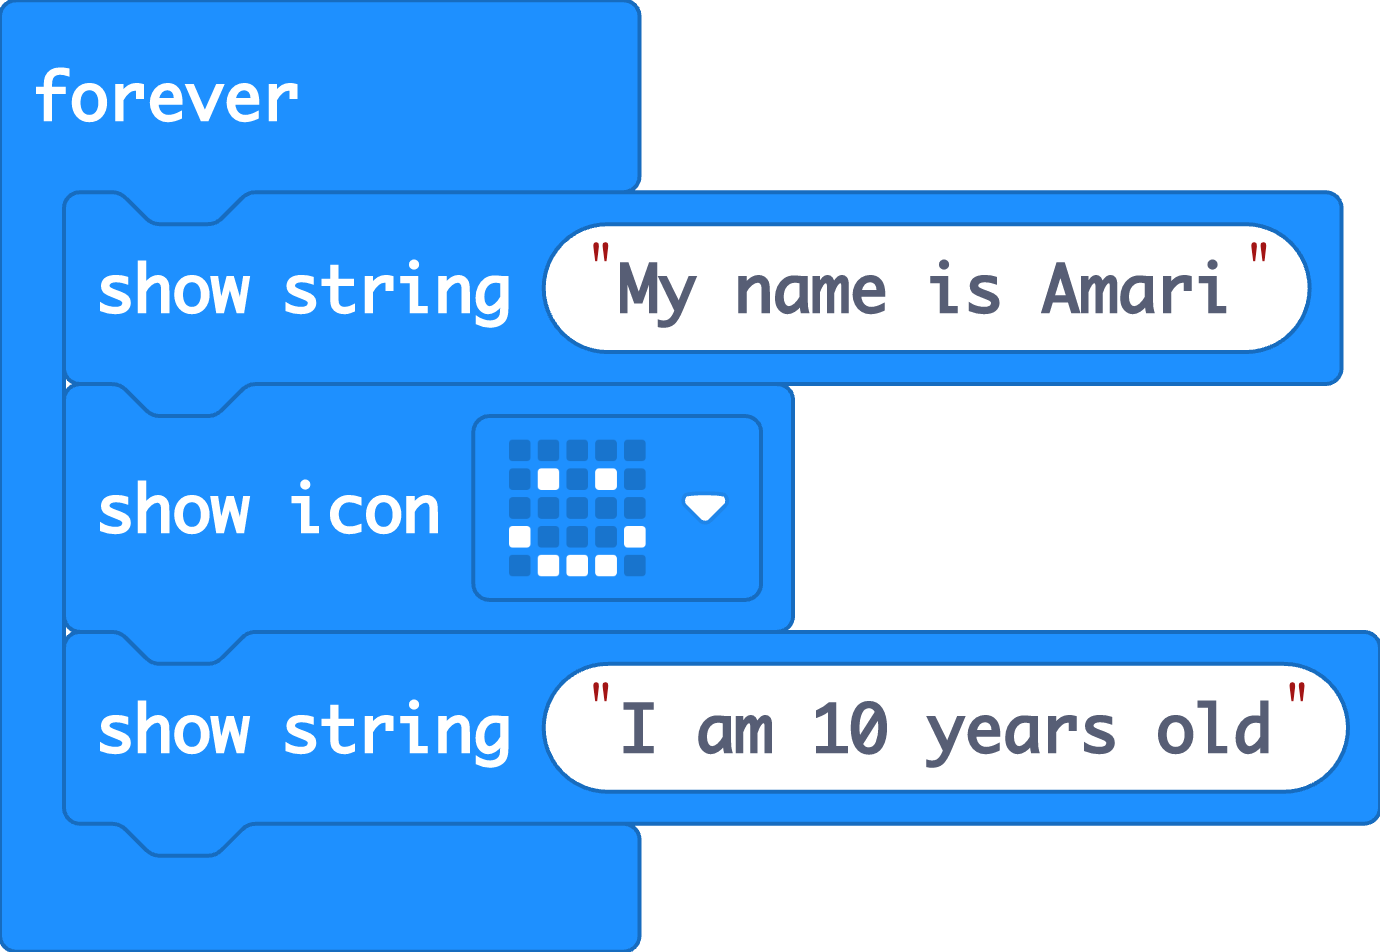 forever
show string "My name is Amari "
show icon
show string "I am 10 years old"